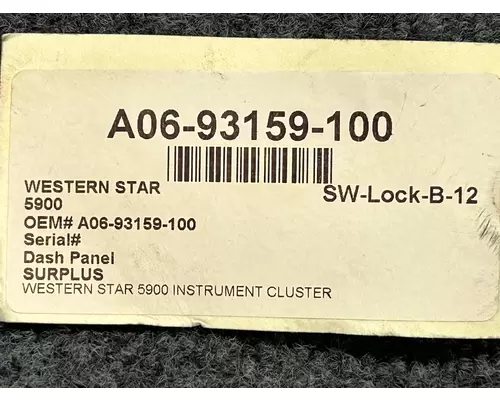 A06-93159-100
WESTERN STAR
SW-Lock-B-12
5900
OEM# A06-93159-100
Serial#
Dash Panel
SURPLUS
WESTERN STAR 5900 INSTRUMENT CLUSTER